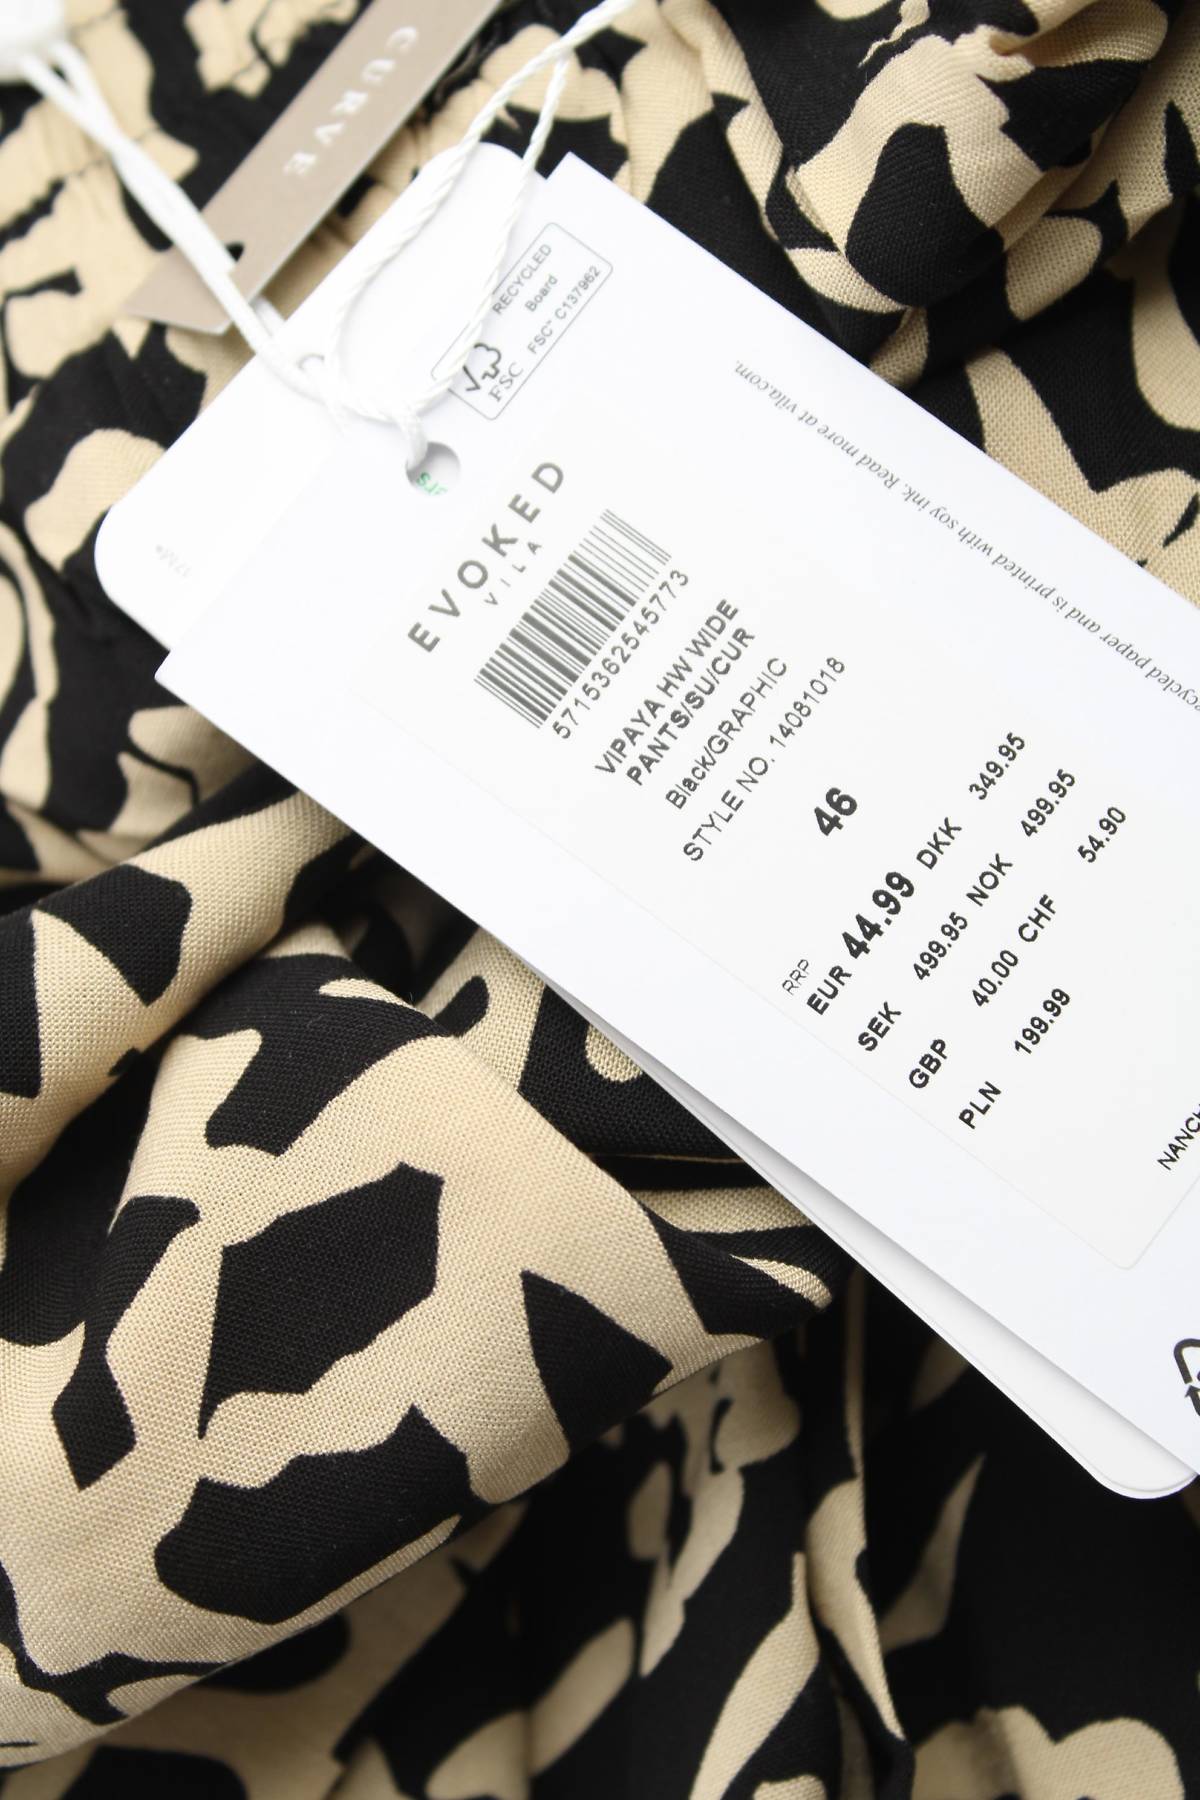 CURVE
RECYCLED
Board
FSC™ C137962
FSC
EVOKED
VILA
5715362545773
VIPAYA HW WIDE
PANTS/SU/CUR
Black/GRAPHIC
STYLE NO. 14081018
46
RRP
EUR 44.99 DKK 349.95
SEK 499.95 NOK 499.95
GBP 40.00 CHF 54.90
PLN 199.99
paper and is printed with soy ink. Read more at vila.com.